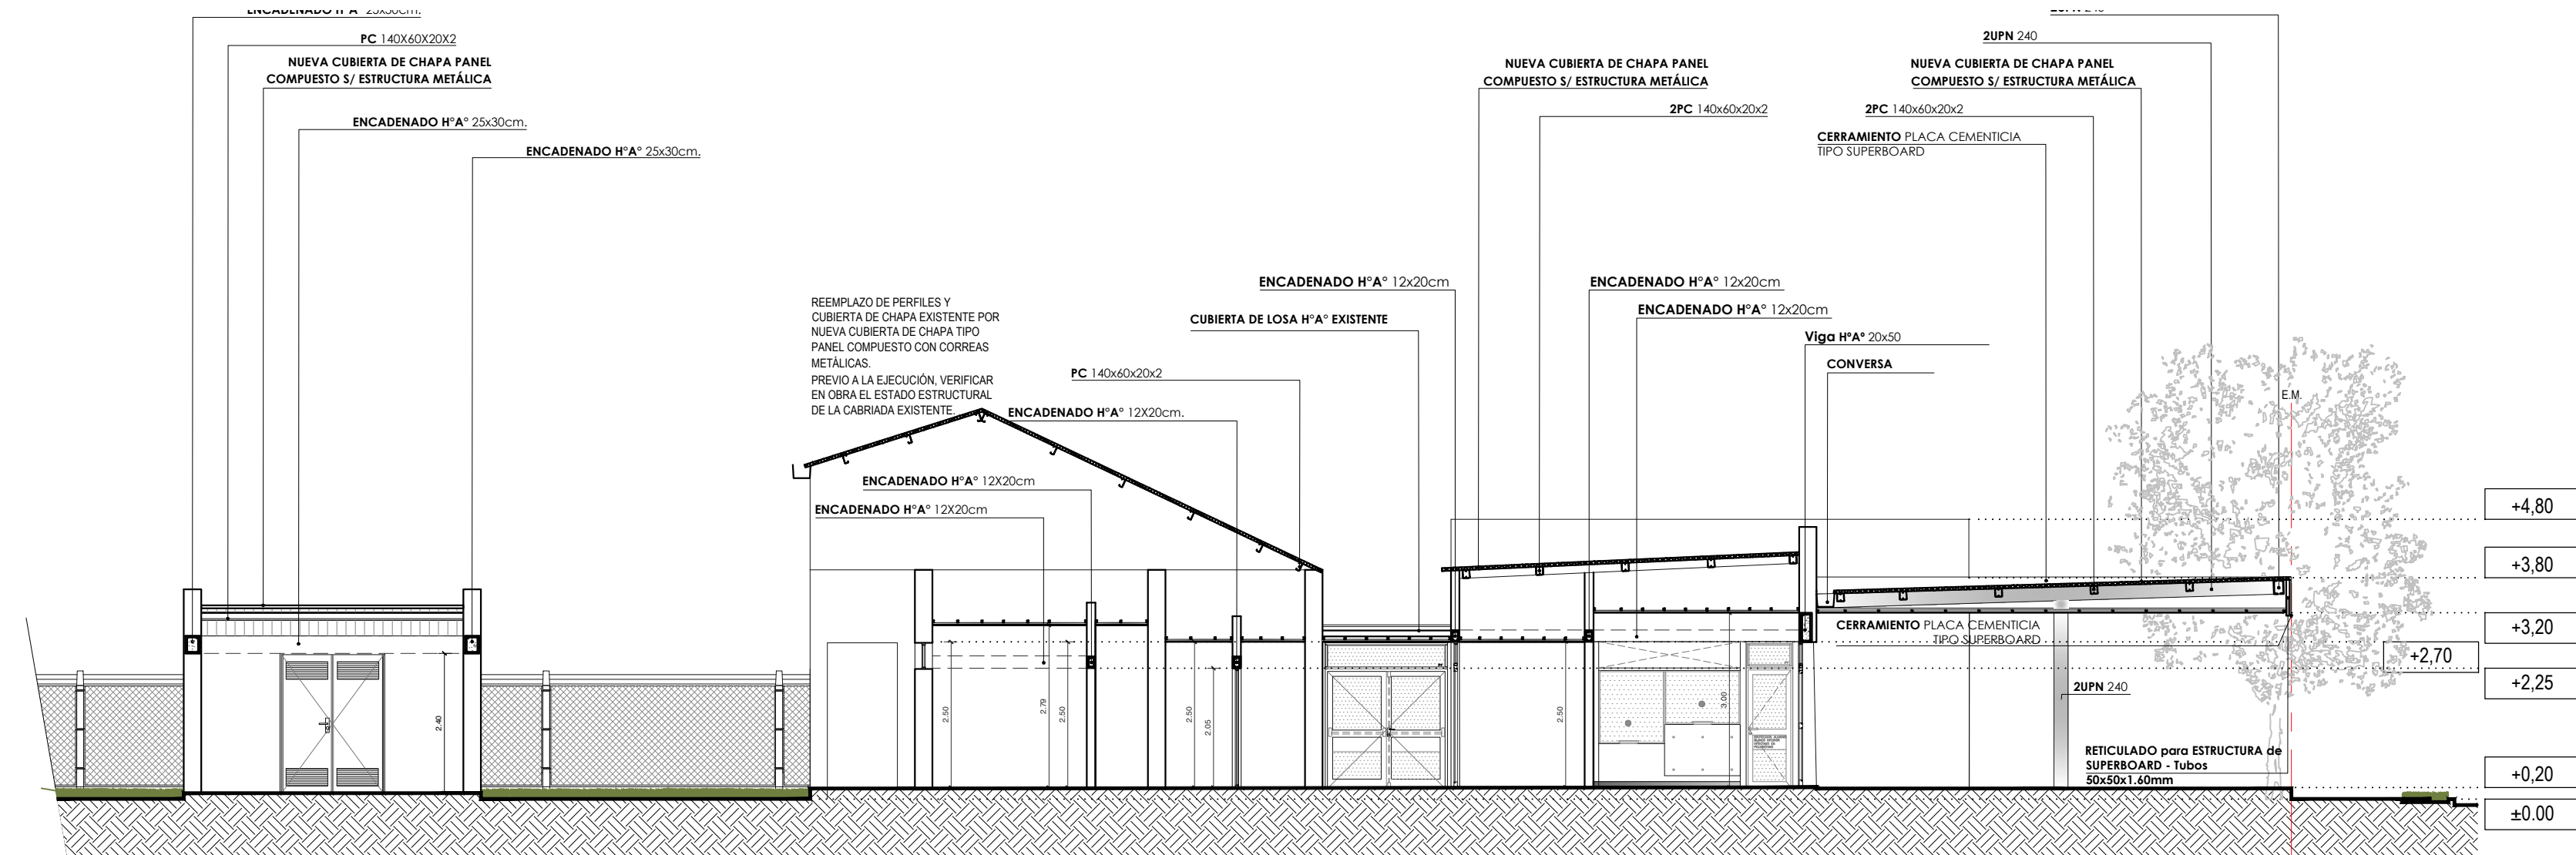 ENCADENADO H°A° 25x30cm.
PC 140X60X20X2
NUEVA CUBIERTA DE CHAPA PANEL
COMPUESTO S/ ESTRUCTURA METÁLICA
ENCADENADO H°A° 25x30cm.
ENCADENADO H°A° 25x30cm.
REEMPLAZO DE PERFILES Y
CUBIERTA DE CHAPA EXISTENTE POR
NUEVA CUBIERTA DE CHAPA TIPO
PANEL COMPUESTO CON CORREAS
METÁLICAS.
PREVIO A LA EJECUCIÓN, VERIFICAR
EN OBRA EL ESTADO ESTRUCTURAL
DE LA CABRIADA EXISTENTE.
ENCADENADO H°A° 12X20cm
ENCADENADO H°A° 12X20cm
ENCADENADO H°A° 12X20cm.
PC 140x60x20x2
CUBIERTA DE LOSA H°A° EXISTENTE
ENCADENADO H°A° 12x20cm
NUEVA CUBIERTA DE CHAPA PANEL
COMPUESTO S/ ESTRUCTURA METÁLICA
2PC 140x60x20x2
ENCADENADO H°A° 12x20cm
ENCADENADO H°A° 12x20cm
Viga HºAº 20x50
CONVERSA
2UPN 240
2UPN 240
NUEVA CUBIERTA DE CHAPA PANEL
COMPUESTO S/ ESTRUCTURA METÁLICA
2PC 140x60x20x2
CERRAMIENTO PLACA CEMENTICIA
TIPO SUPERBOARD
E.M.
CERRAMIENTO PLACA CEMENTICIA
TIPO SUPERBOARD
2UPN 240
RETICULADO para ESTRUCTURA de
SUPERBOARD - Tubos
50x50x1.60mm
2.40
2.50
2.79
2.50
2.50
2.05
2.50
3.00
+4,80
+3,80
+3,20
+2,70
+2,25
+0,20
±0.00